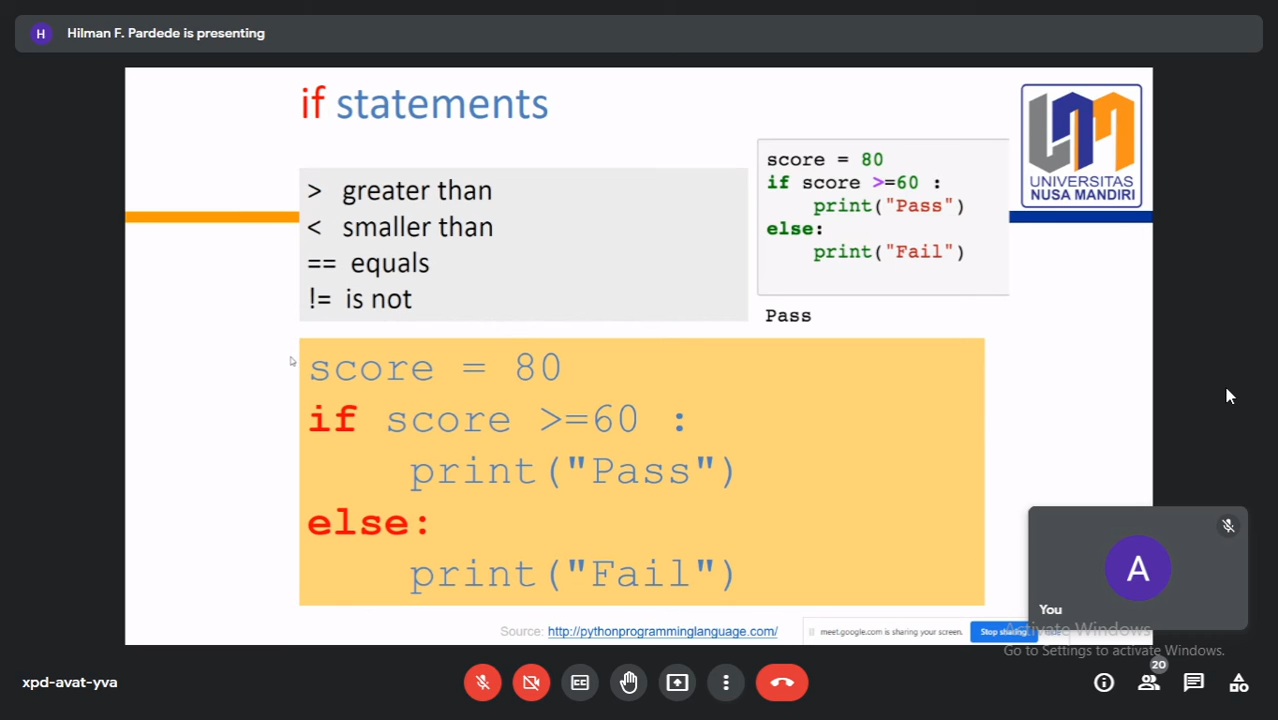 H
Hilman F. Pardede is presenting
if statements
> greater than
< smaller than
== equals
!= is not
score = 80
if score >=60 :
print("Pass")
else:
print("Fail")
Pass
UNIVERSITAS
NUSA MANDIRI
score = 80
if score >=60 :
print("Pass")
else:
print("Fail")
Source: http://pythonprogramminglanguage.com/
meet.google.com is sharing your screen.
Stop sharing
A
You
Activate Windows
Go to Settings to activate Windows.
xpd-avat-yva
CC
20